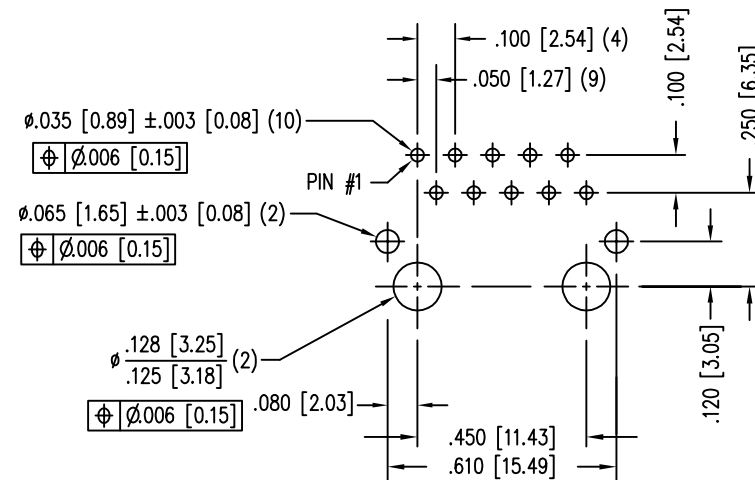 .100 [2.54] (4)
.050 [1.27] (9)
.100 [2.54]
.250 [6.35]
ø.035 [0.89] ±.003 [0.08] (10)
⌖ Ø.006 [0.15]
PIN #1
ø.065 [1.65] ±.003 [0.08] (2)
⌖ Ø.006 [0.15]
ø .128 [3.25]
.125 [3.18] (2)
⌖ Ø.006 [0.15]
.080 [2.03]
.120 [3.05]
.450 [11.43]
.610 [15.49]